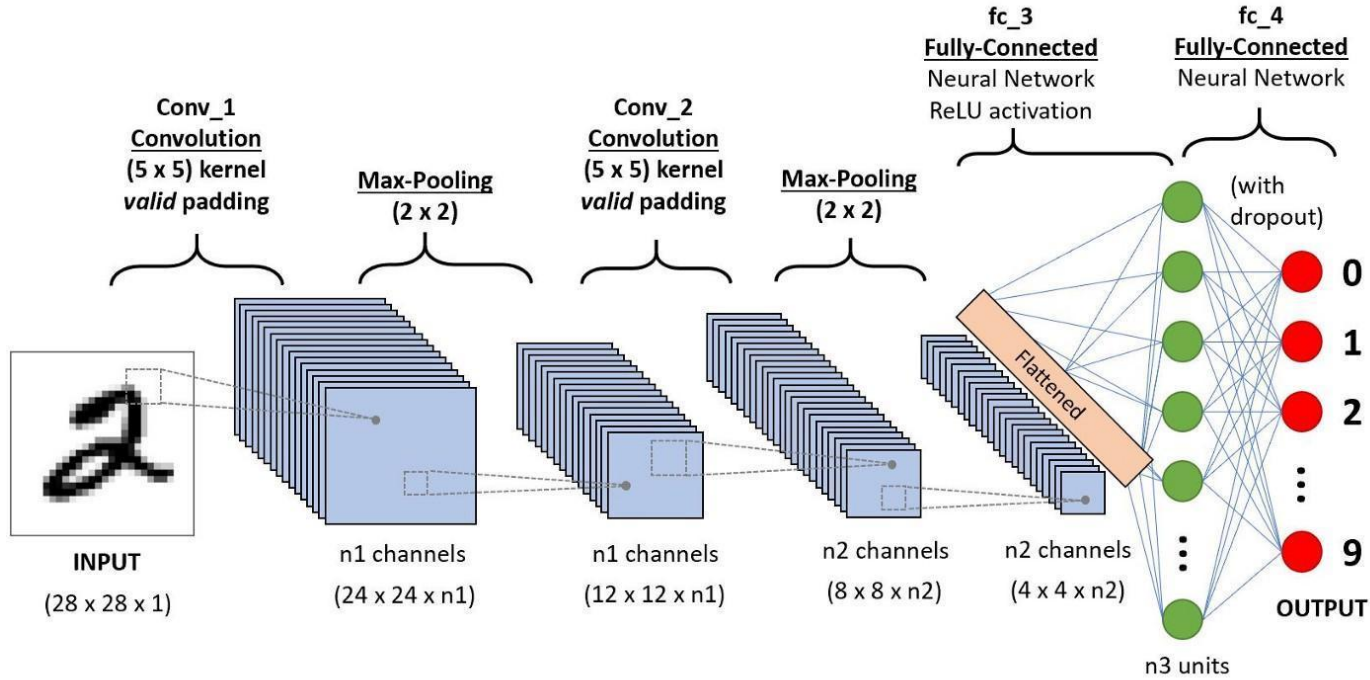 Conv_1
Convolution
(5 x 5) kernel
valid padding
Max-Pooling
(2 x 2)
Conv_2
Convolution
(5 x 5) kernel
valid padding
Max-Pooling
(2 x 2)
fc_3
Fully-Connected
Neural Network
ReLU activation
fc_4
Fully-Connected
Neural Network
(with
dropout)
Flattened
0
1
2
9
OUTPUT
2
INPUT
(28 x 28 x 1)
n1 channels
(24 x 24 x n1)
n1 channels
(12 x 12 x n1)
n2 channels
(8 x 8 x n2)
n2 channels
(4 x 4 x n2)
n3 units